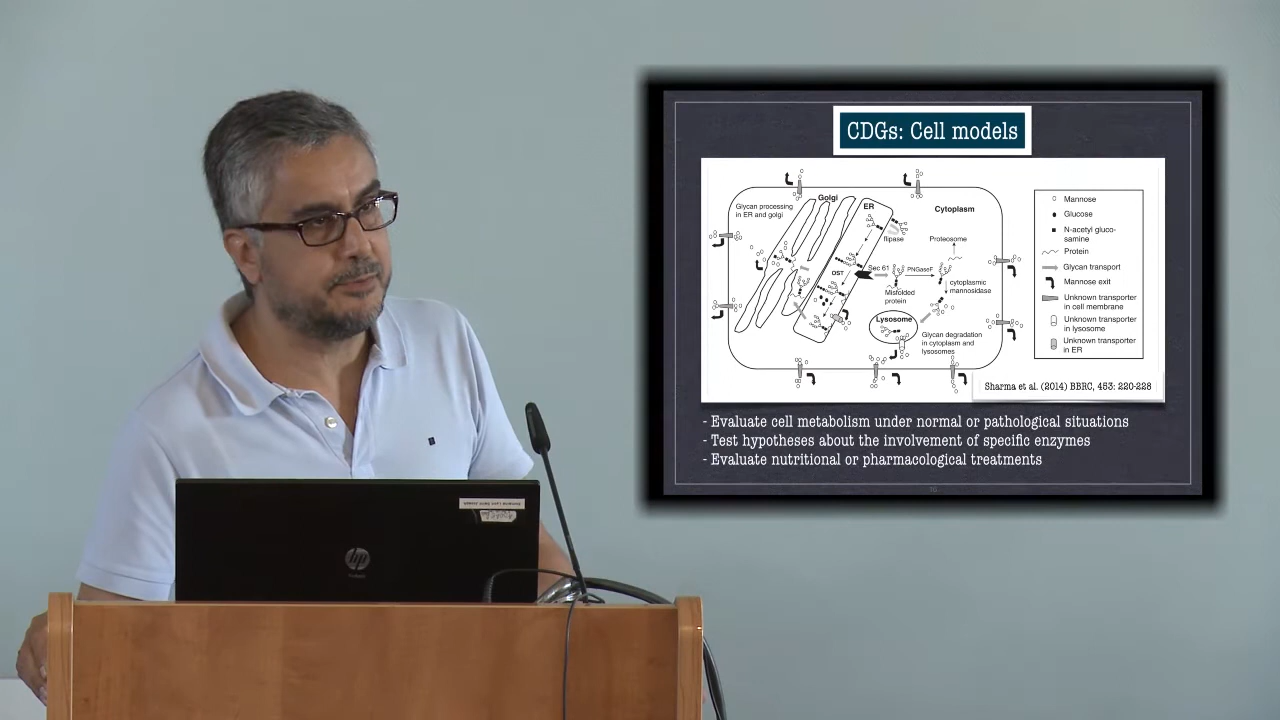 CDGs: Cell models
Glycan processing
in ER and golgi
Golgi
ER
Cytoplasm
flipase
Proteosome
OST
Sec 61
PNGaseF
Misfolded
protein
cytoplasmic
mannosidase
Lysosome
Glycan degradation
in cytoplasm and
lysosomes
Mannose
Glucose
N-acetyl gluco-
samine
Protein
Glycan transport
Mannose exit
Unknown transporter
in cell membrane
Unknown transporter
in lysosome
Unknown transporter
in ER
Sharma et al. (2014) BBRC, 453: 220-228
- Evaluate cell metabolism under normal or pathological situations
- Test hypotheses about the involvement of specific enzymes
- Evaluate nutritional or pharmacological treatments
hp